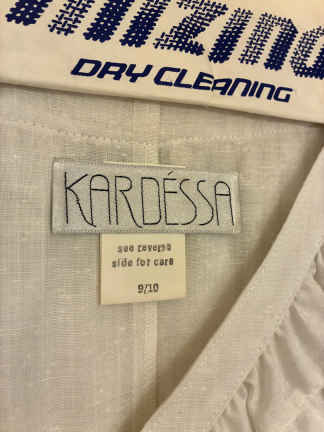 DRY CLEANING
KARDÉSSA
see reverse
side for care
9/10